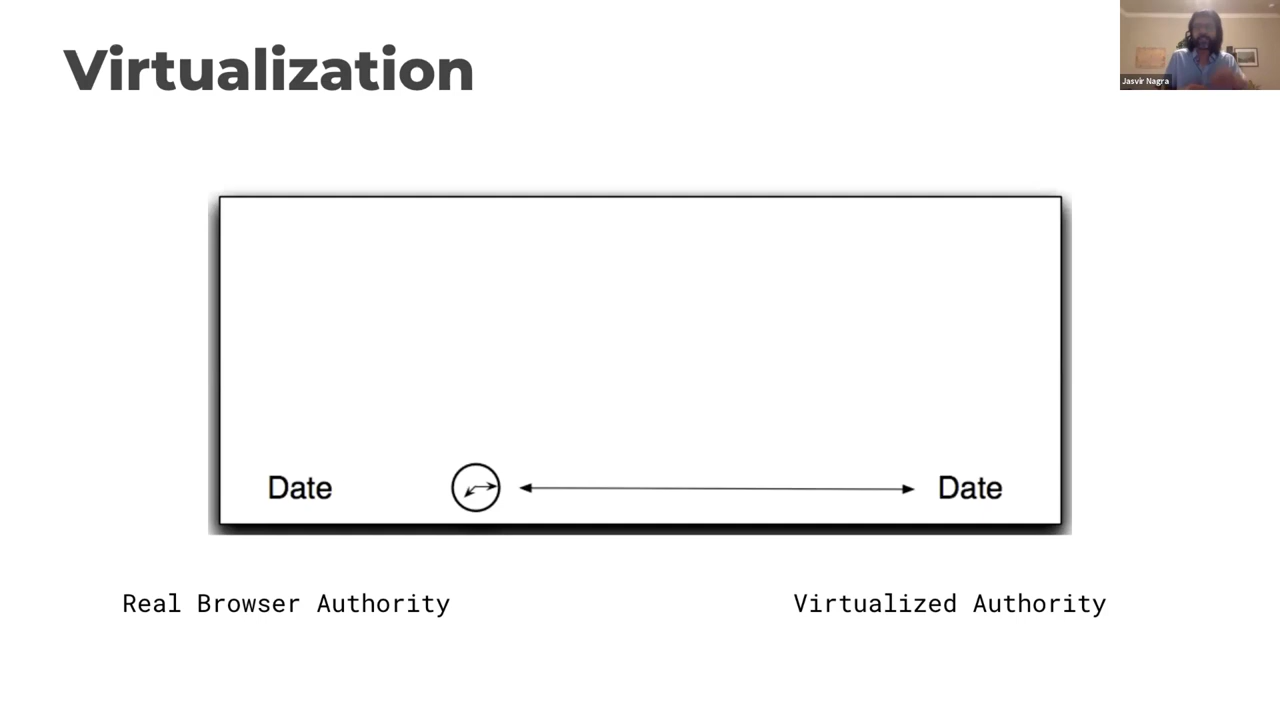 Virtualization
Jasvir Nagra
Date
Date
Real Browser Authority
Virtualized Authority